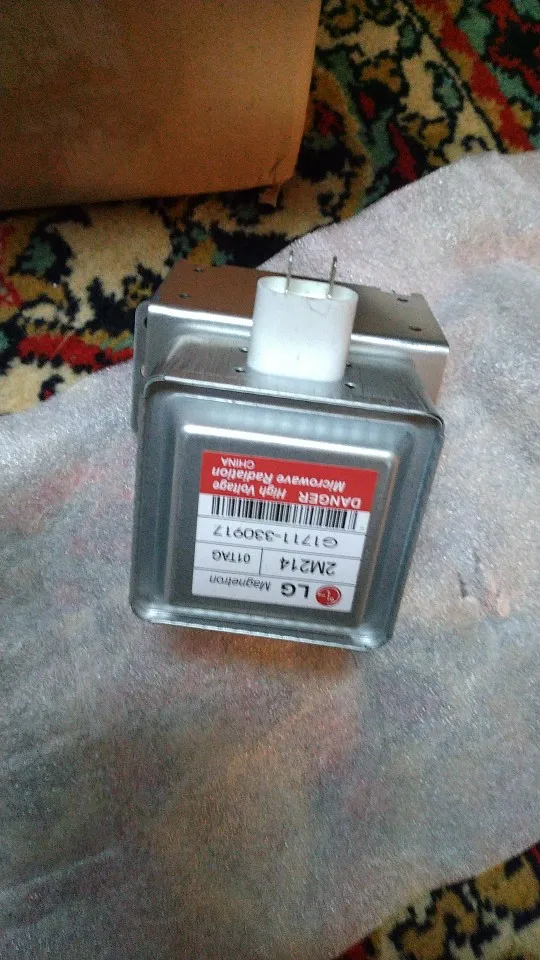 LG Magnetron
2M214 01TAG
G1711-330917
DANGER High Voltage
Microwave Radiation
CHINA